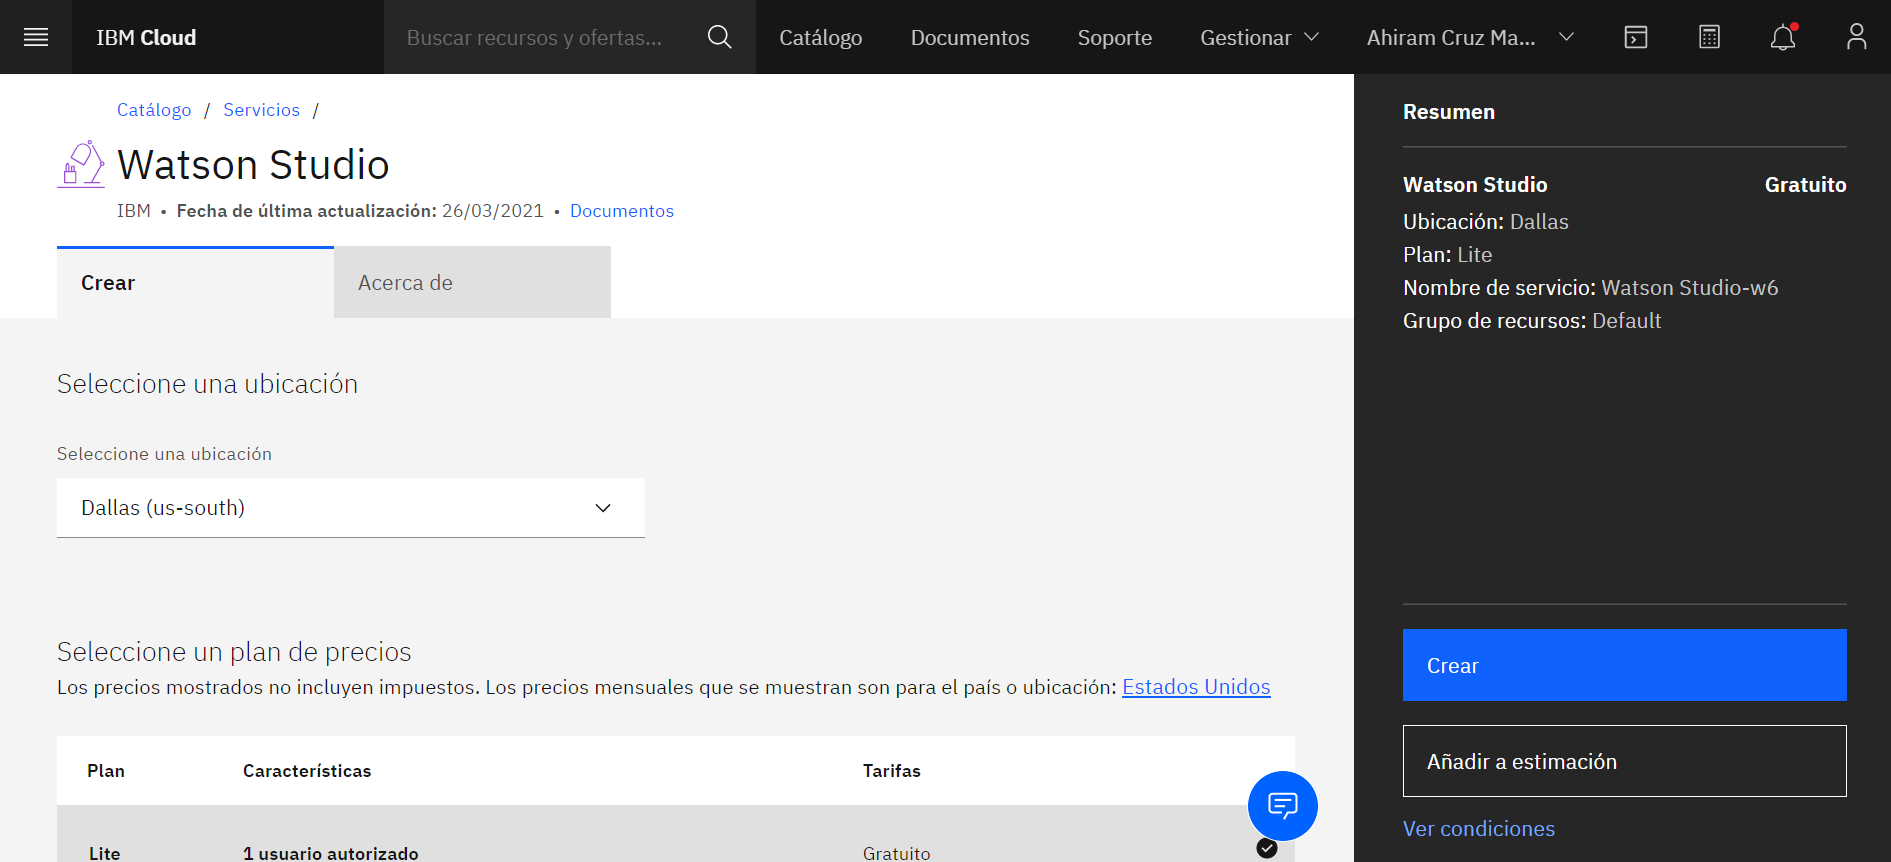 IBM Cloud
Buscar recursos y ofertas...
Catálogo
Documentos
Soporte
Gestionar
Ahiram Cruz Ma...
Catálogo / Servicios /
Watson Studio
IBM • Fecha de última actualización: 26/03/2021 • Documentos
Crear
Acerca de
Seleccione una ubicación
Seleccione una ubicación
Dallas (us-south)
Seleccione un plan de precios
Los precios mostrados no incluyen impuestos. Los precios mensuales que se muestran son para el país o ubicación: Estados Unidos
Plan Características Tarifas
Lite 1 usuario autorizado Gratuito
Resumen
Watson Studio Gratuito
Ubicación: Dallas
Plan: Lite
Nombre de servicio: Watson Studio-w6
Grupo de recursos: Default
Crear
Añadir a estimación
Ver condiciones